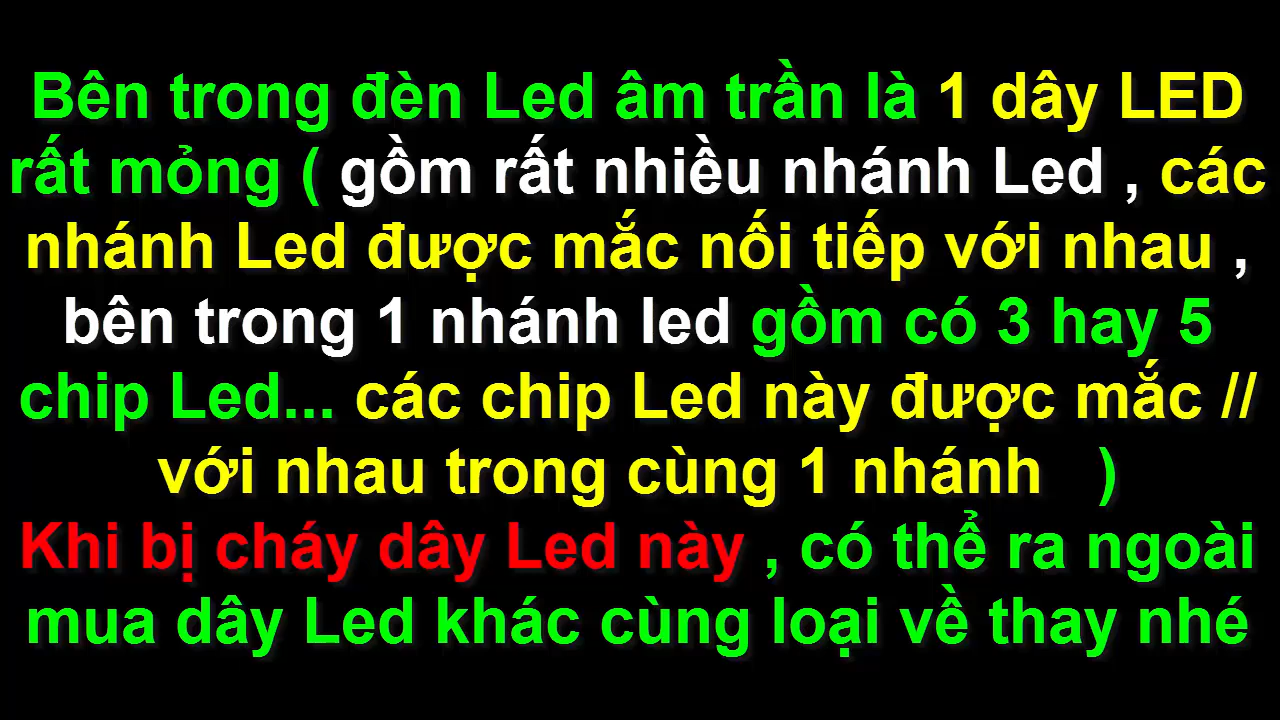 Bên trong đèn Led âm trần là 1 dây LED
rất mỏng ( gồm rất nhiều nhánh Led , các
nhánh Led được mắc nối tiếp với nhau ,
bên trong 1 nhánh led gồm có 3 hay 5
chip Led... các chip Led này được mắc //
với nhau trong cùng 1 nhánh )
Khi bị cháy dây Led này , có thể ra ngoài
mua dây Led khác cùng loại về thay nhé